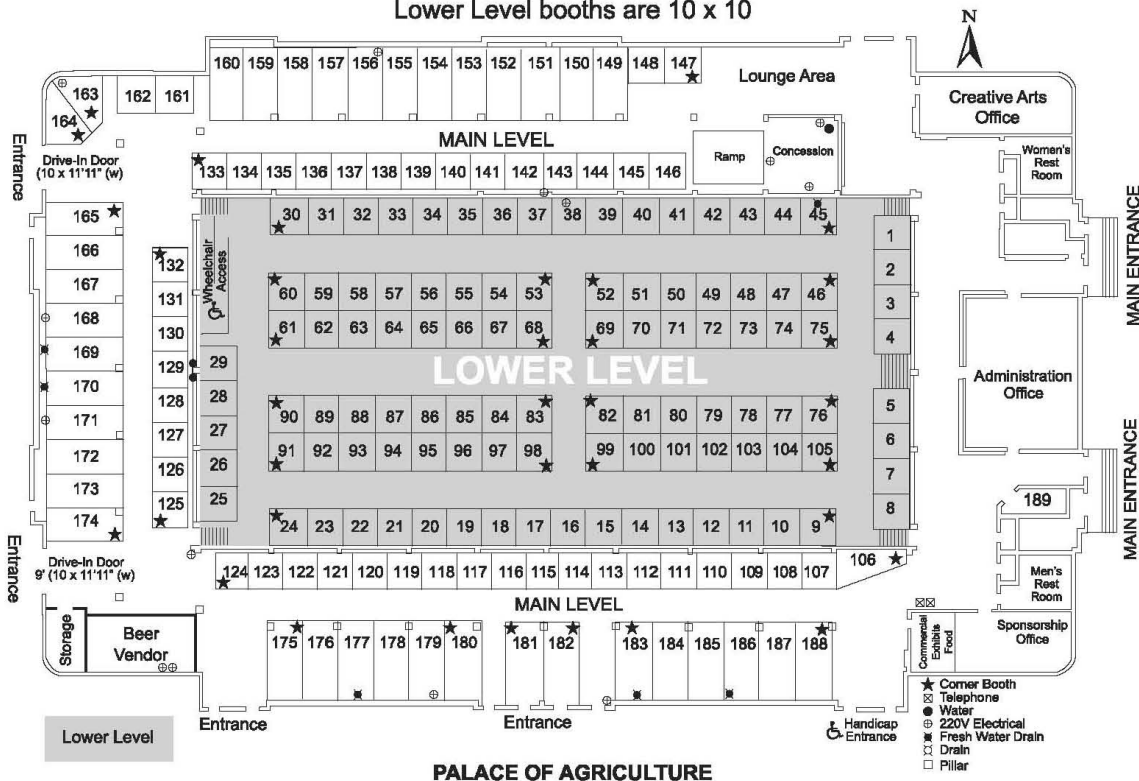 Lower Level booths are 10 x 10
N
160 159 158 157 156 155 154 153 152 151 150 149 148 147
Lounge Area
163
164
162 161
Creative Arts
Office
Entrance
Drive-In Door
(10 x 11'11" (w)
MAIN LEVEL
Ramp
Concession
Women's
Rest
Room
133 134 135 136 137 138 139 140 141 142 143 144 145 146
MAIN ENTRANCE
165
166
167
168
169
170
171
172
173
174
132
131
130
129
128
127
126
125
Wheelchair
Access
29
28
27
26
25
30 31 32 33 34 35 36 37 38 39 40 41 42 43 44 45
60 59 58 57 56 55 54 53 52 51 50 49 48 47 46
61 62 63 64 65 66 67 68 69 70 71 72 73 74 75
LOWER LEVEL
90 89 88 87 86 85 84 83 82 81 80 79 78 77 76
91 92 93 94 95 96 97 98 99 100 101 102 103 104 105
24 23 22 21 20 19 18 17 16 15 14 13 12 11 10 9
1
2
3
4
5
6
7
8
Administration
Office
MAIN ENTRANCE
189
Entrance
Drive-In Door
9' (10 x 11'11" (w)
124 123 122 121 120 119 118 117 116 115 114 113 112 111 110 109 108 107 106
Men's
Rest
Room
MAIN LEVEL
Storage
Beer
Vendor
175 176 177 178 179 180 181 182 183 184 185 186 187 188
Commercial
Exhibits
Food
Sponsorship
Office
Entrance
Entrance
Handicap
Entrance
Corner Booth
Telephone
Water
220V Electrical
Fresh Water Drain
Drain
Pillar
Lower Level
PALACE OF AGRICULTURE